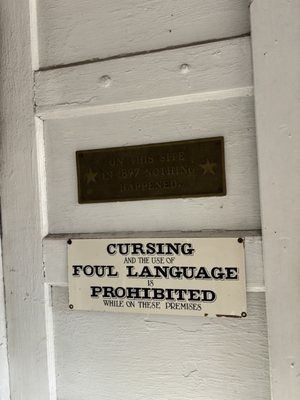 ON THIS SITE
IN 1897 NOTHING
HAPPENED.
CURSING
AND THE USE OF
FOUL LANGUAGE
IS
PROHIBITED
WHILE ON THESE PREMISES